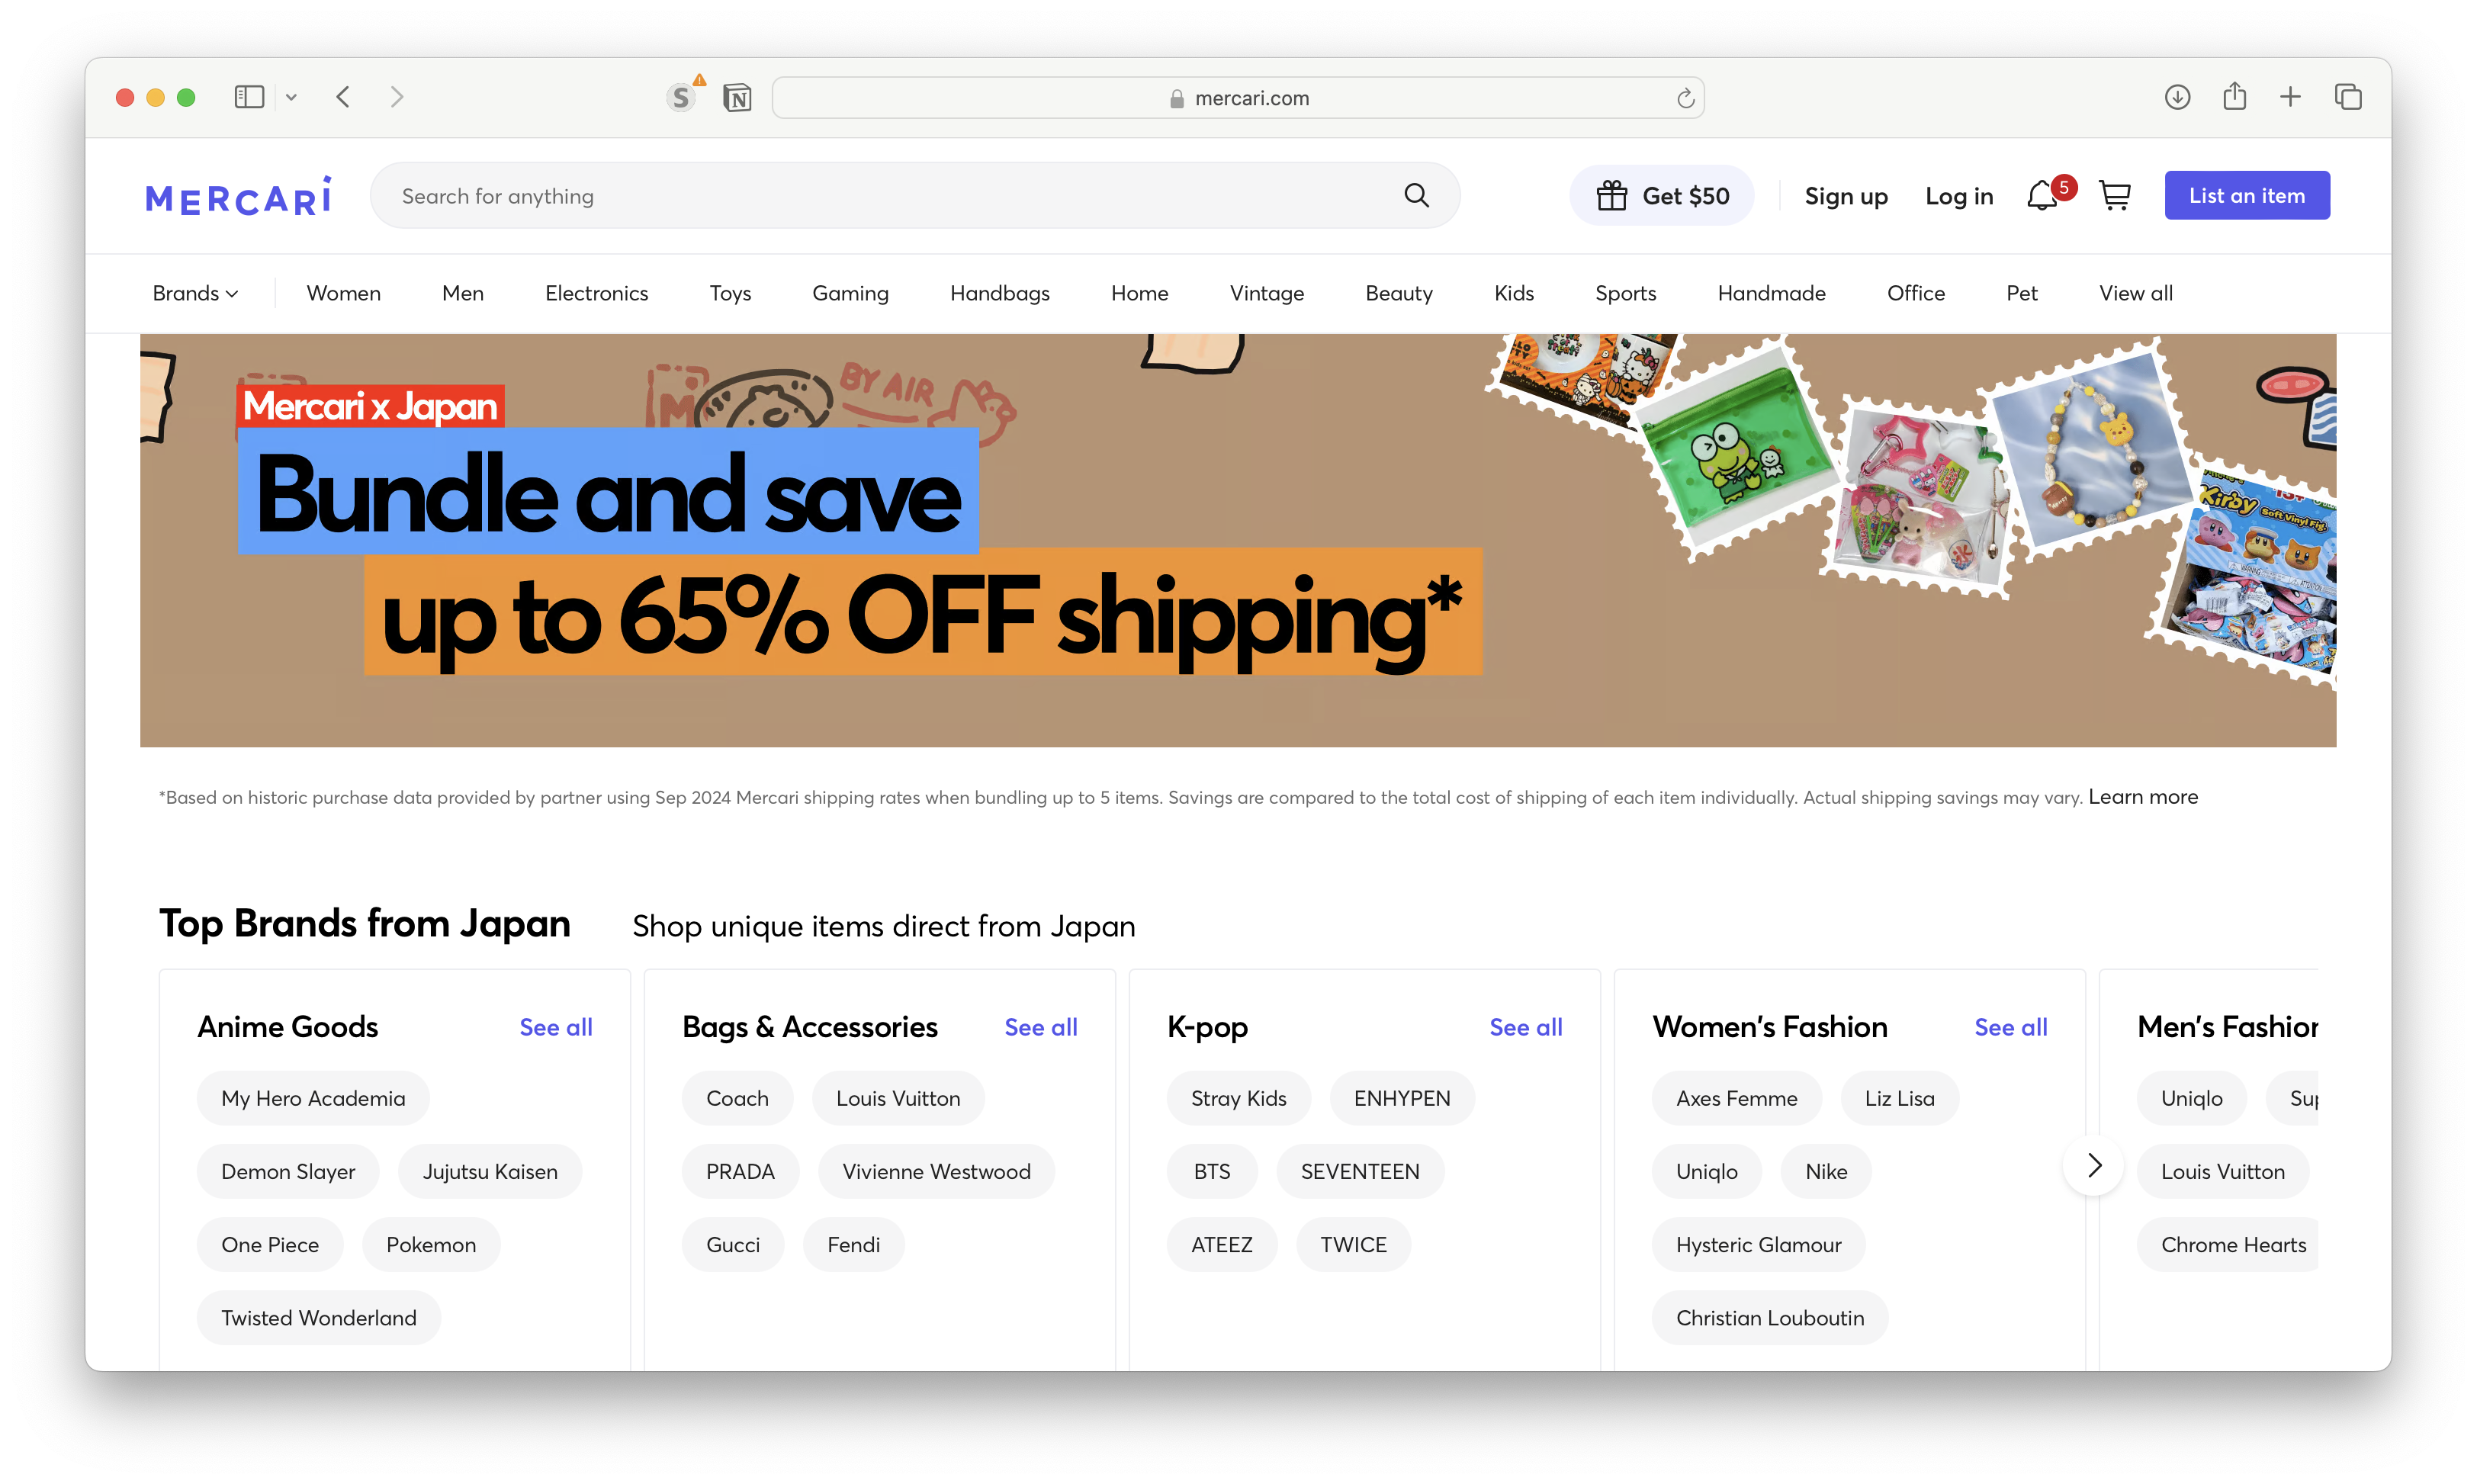 mercari.com
MERCARI
Search for anything
Get $50
Sign up
Log in
5
List an item
Brands
Women
Men
Electronics
Toys
Gaming
Handbags
Home
Vintage
Beauty
Kids
Sports
Handmade
Office
Pet
View all
BY AIR
Mercari x Japan
Bundle and save
up to 65% OFF shipping*
Kirby
Soft Vinyl Fig.
*Based on historic purchase data provided by partner using Sep 2024 Mercari shipping rates when bundling up to 5 items. Savings are compared to the total cost of shipping of each item individually. Actual shipping savings may vary. Learn more
Top Brands from Japan
Shop unique items direct from Japan
Anime Goods
See all
My Hero Academia
Demon Slayer
Jujutsu Kaisen
One Piece
Pokemon
Twisted Wonderland
Bags & Accessories
See all
Coach
Louis Vuitton
PRADA
Vivienne Westwood
Gucci
Fendi
K-pop
See all
Stray Kids
ENHYPEN
BTS
SEVENTEEN
ATEEZ
TWICE
Women's Fashion
See all
Axes Femme
Liz Lisa
Uniqlo
Nike
Hysteric Glamour
Christian Louboutin
Men's Fashion
Uniqlo
Louis Vuitton
Chrome Hearts